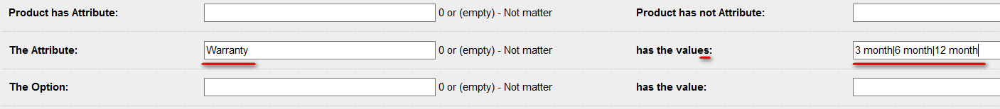 Product has Attribute: 0 or (empty) - Not matter Product has not Attribute:
The Attribute: Warranty 0 or (empty) - Not matter has the values: 3 month|6 month|12 month
The Option: 0 or (empty) - Not matter has the value: